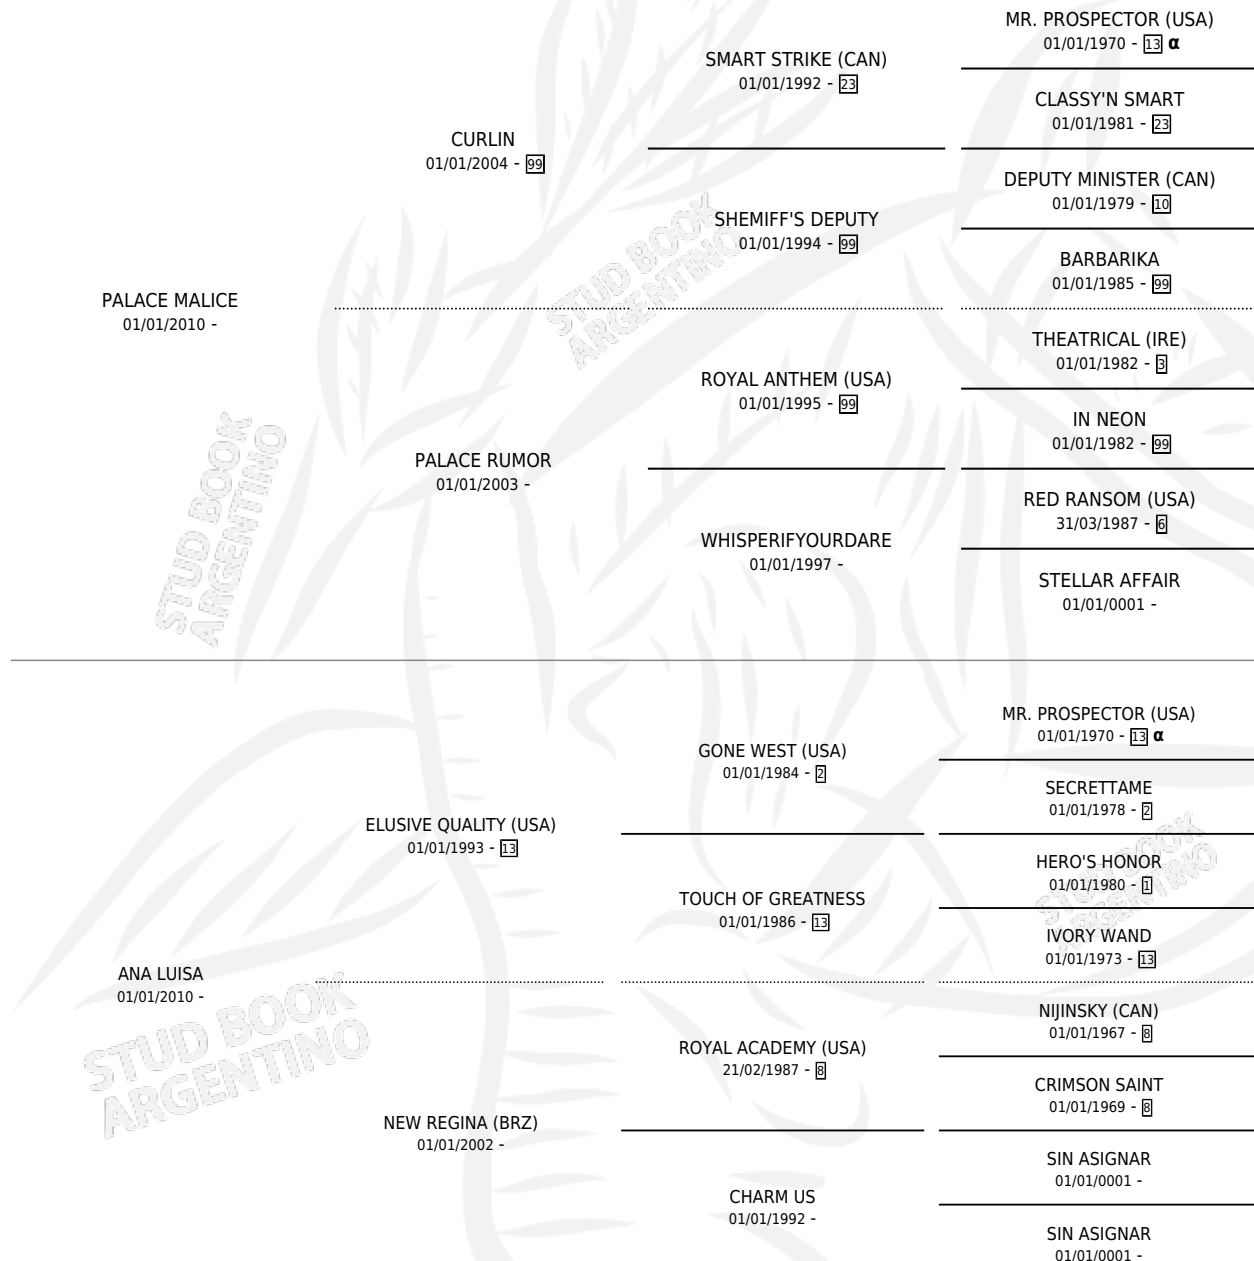 MR. PROSPECTOR (USA)
01/01/1970 - 13 α
SMART STRIKE (CAN)
01/01/1992 - 23
CLASSY'N SMART
01/01/1981 - 23
CURLIN
01/01/2004 - 99
DEPUTY MINISTER (CAN)
01/01/1979 - 10
SHEMIFF'S DEPUTY
01/01/1994 - 99
BARBARIKA
01/01/1985 - 99
PALACE MALICE
01/01/2010 -
THEATRICAL (IRE)
01/01/1982 - 3
ROYAL ANTHEM (USA)
01/01/1995 - 99
IN NEON
01/01/1982 - 99
PALACE RUMOR
01/01/2003 -
RED RANSOM (USA)
31/03/1987 - 6
WHISPERIFYOURDARE
01/01/1997 -
STELLAR AFFAIR
01/01/0001 -
MR. PROSPECTOR (USA)
01/01/1970 - 13 α
GONE WEST (USA)
01/01/1984 - 2
SECRETTAME
01/01/1978 - 2
ELUSIVE QUALITY (USA)
01/01/1993 - 13
HERO'S HONOR
01/01/1980 - 1
TOUCH OF GREATNESS
01/01/1986 - 13
IVORY WAND
01/01/1973 - 13
ANA LUISA
01/01/2010 -
NIJINSKY (CAN)
01/01/1967 - 8
ROYAL ACADEMY (USA)
21/02/1987 - 8
CRIMSON SAINT
01/01/1969 - 8
NEW REGINA (BRZ)
01/01/2002 -
SIN ASIGNAR
01/01/0001 -
CHARM US
01/01/1992 -
SIN ASIGNAR
01/01/0001 -
STUD BOOK
ARGENTINO
STUD BOOK
ARGENTINO
STUD BOOK
ARGENTINO
STUD BOOK
ARGENTINO